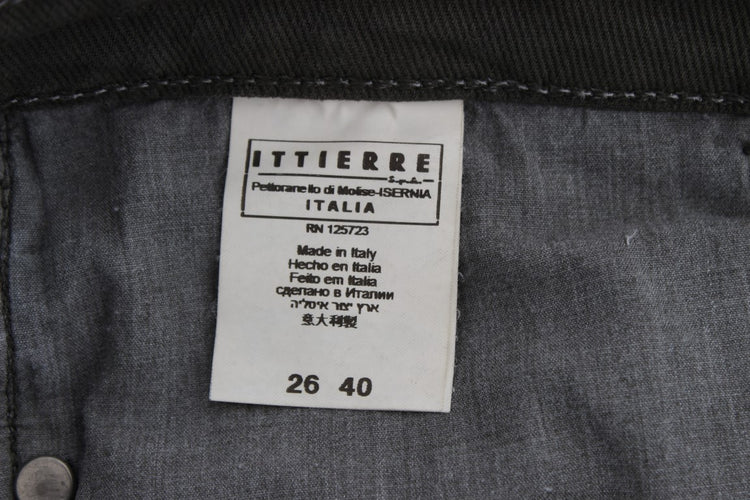 ITTIERRE
S.p.A.
Pettoranello di Molise-ISERNIA
ITALIA
RN 125723
Made in Italy
Hecho en Italia
Feito em Italia
сделано в Италии
ארץ יצור איטליה
意大利製
26 40